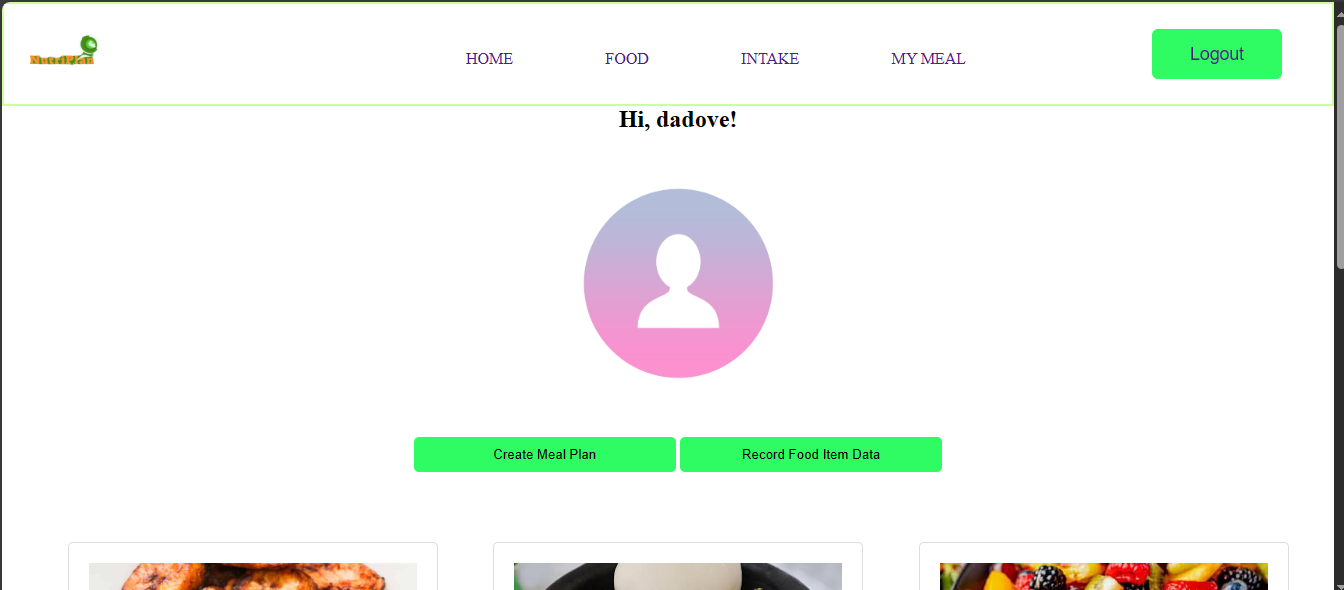 NutriPlan
HOME
FOOD
INTAKE
MY MEAL
Logout
Hi, dadove!
Create Meal Plan
Record Food Item Data